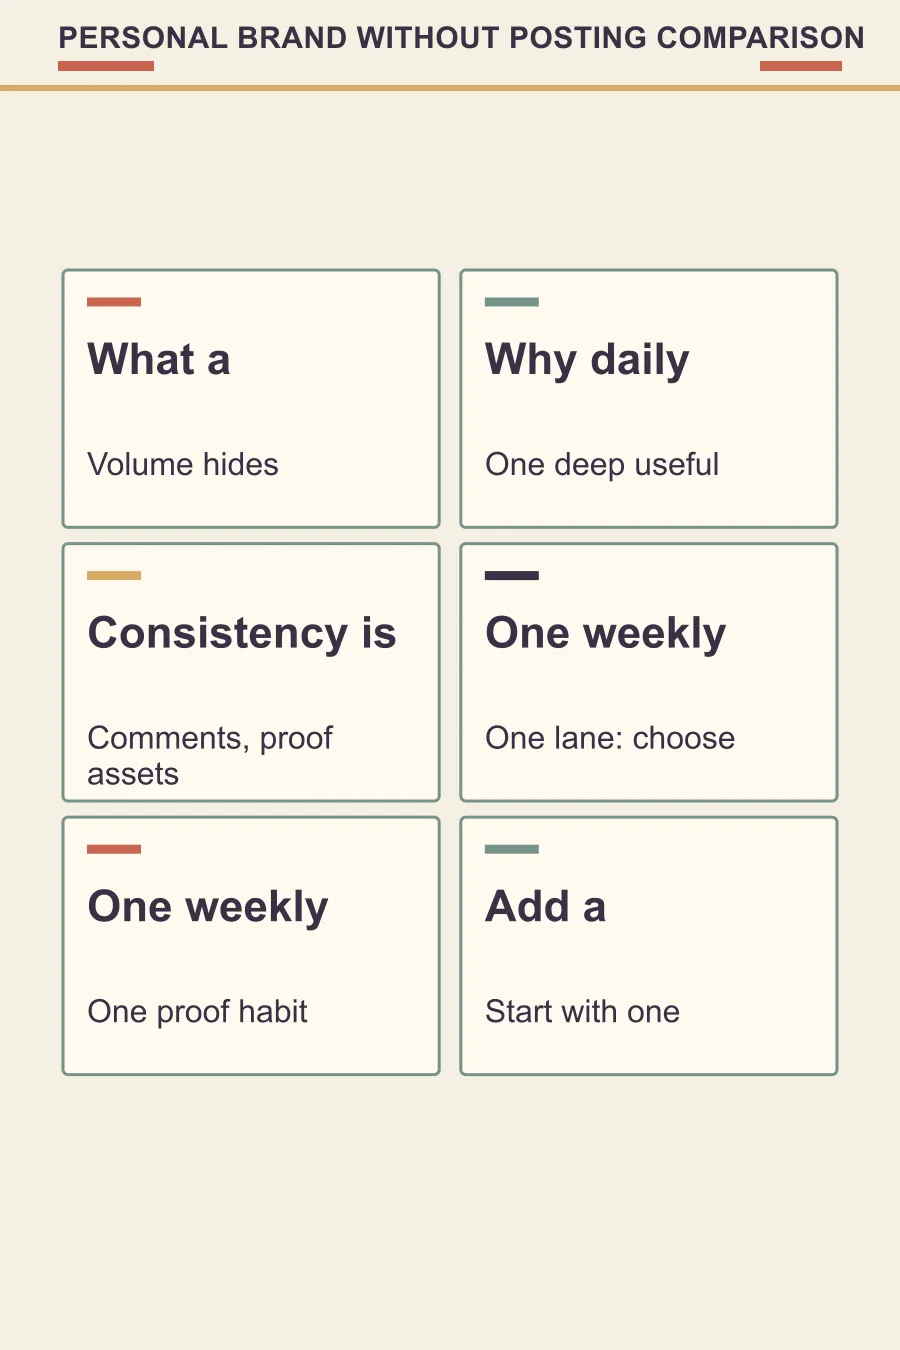 PERSONAL BRAND WITHOUT POSTING COMPARISON
What a
Volume hides
Why daily
One deep useful
Consistency is
Comments, proof
assets
One weekly
One lane: choose
One weekly
One proof habit
Add a
Start with one